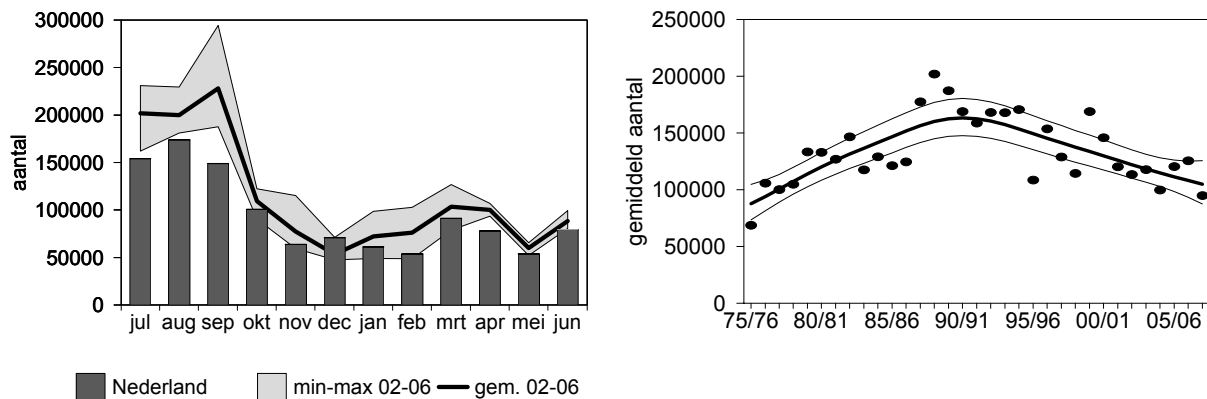 300000
250000
200000
150000
100000
50000
0
aantal
jul aug sep okt nov dec jan feb mrt apr mei jun
Nederland min-max 02-06 gem. 02-06
250000
200000
150000
100000
50000
0
gemiddeld aantal
75/76 80/81 85/86 90/91 95/96 00/01 05/06